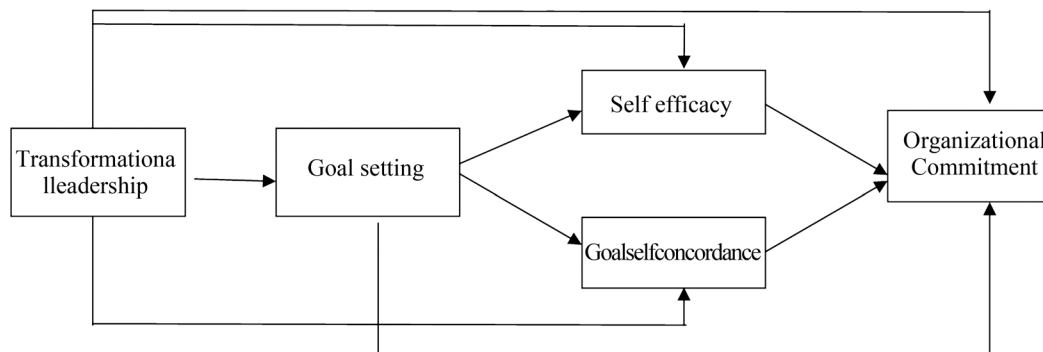 Transformationa
lleadership
Goal setting
Self efficacy
Goalselfconcordance
Organizational
Commitment